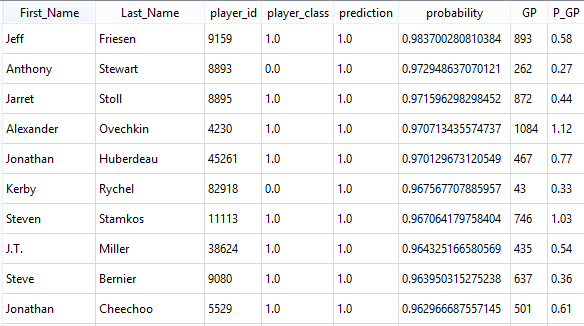 First_Name Last_Name player_id player_class prediction probability GP P_GP
Jeff Friesen 9159 1.0 1.0 0.983700280810384 893 0.58
Anthony Stewart 8893 0.0 1.0 0.972948637070121 262 0.27
Jarret Stoll 8895 1.0 1.0 0.971596298298452 872 0.44
Alexander Ovechkin 4230 1.0 1.0 0.970713435574737 1084 1.12
Jonathan Huberdeau 45261 1.0 1.0 0.970129673120549 467 0.77
Kerby Rychel 82918 0.0 1.0 0.967567707885957 43 0.33
Steven Stamkos 11113 1.0 1.0 0.967064179758404 746 1.03
J.T. Miller 38624 1.0 1.0 0.964325166580569 435 0.54
Steve Bernier 9080 1.0 1.0 0.963950315275238 637 0.36
Jonathan Cheechoo 5529 1.0 1.0 0.962966687557145 501 0.61